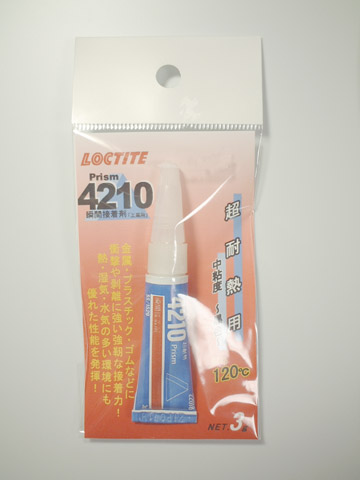 LOCTITE
Prism
4210
瞬間接着剤
超耐熱用
中粘度
金属・プラスチック・ゴムなどに
衝撃や剥離に強い強靭な接着力!
熱・湿気・水気の多い環境にも
優れた性能を発揮!
120℃
4210
Prism
NET. 3g